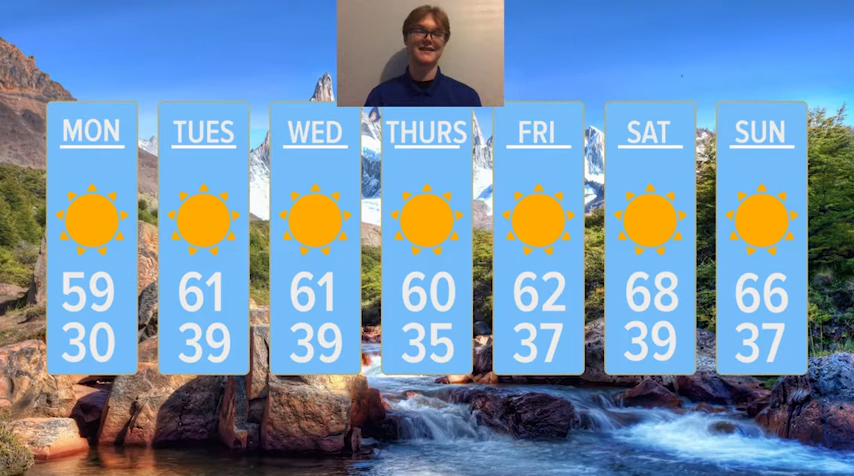 MON
59
30
TUES
61
39
WED
61
39
THURS
60
35
FRI
62
37
SAT
68
39
SUN
66
37